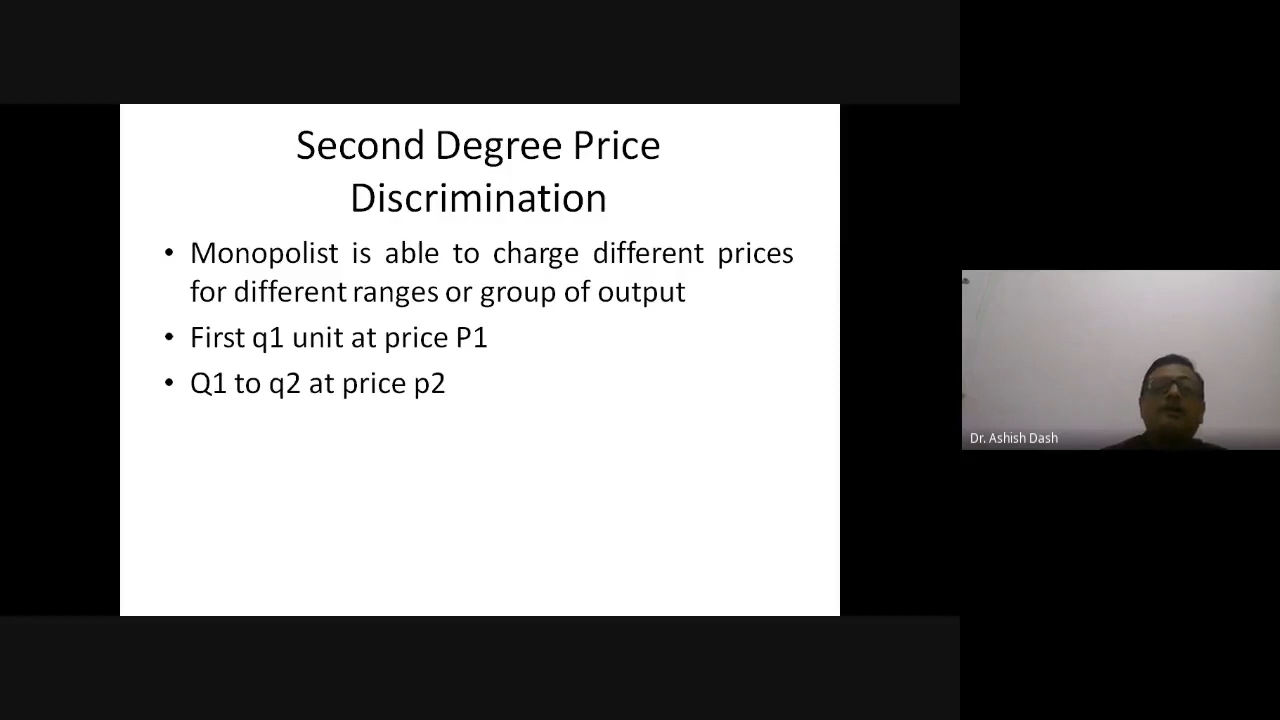 Second Degree Price
Discrimination
• Monopolist is able to charge different prices
for different ranges or group of output
• First q1 unit at price P1
• Q1 to q2 at price p2
Dr. Ashish Dash